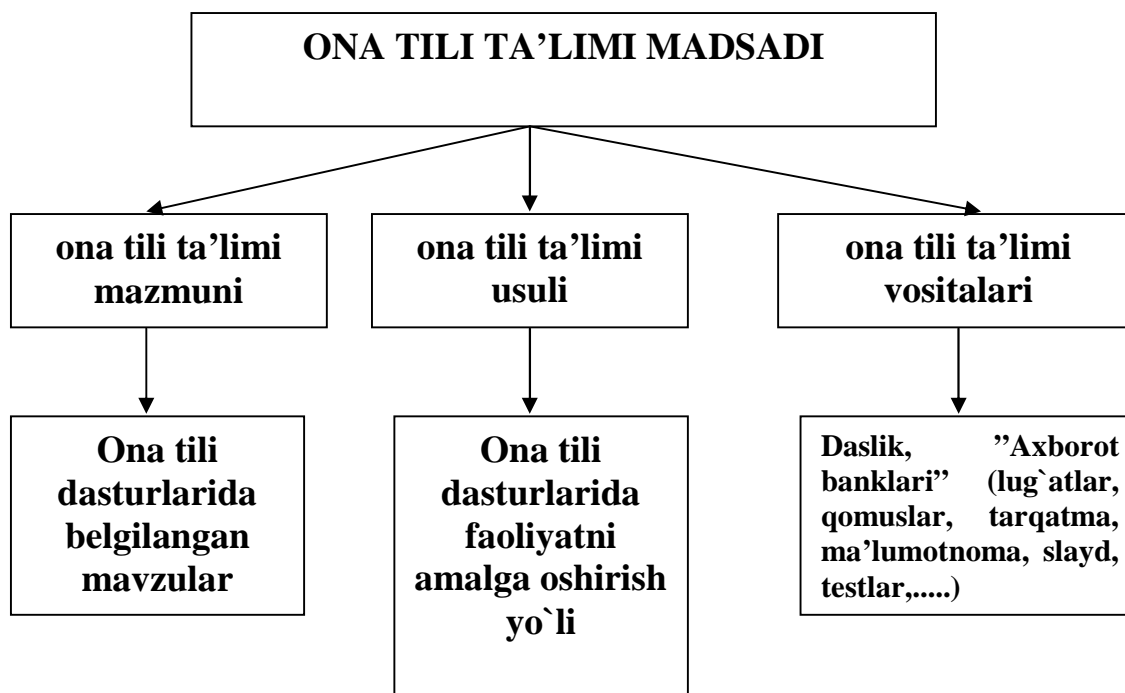 ONA TILI TA’LIMI MADSADI
ona tili ta’limi
mazmuni
ona tili ta’limi
usuli
ona tili ta’limi
vositalari
Ona tili
dasturlarida
belgilangan
mavzular
Ona tili
dasturlarida
faoliyatni
amalga oshirish
yo`li
Daslik, ”Axborot
banklari” (lug`atlar,
qomuslar, tarqatma,
ma’lumotnoma, slayd,
testlar,.....)